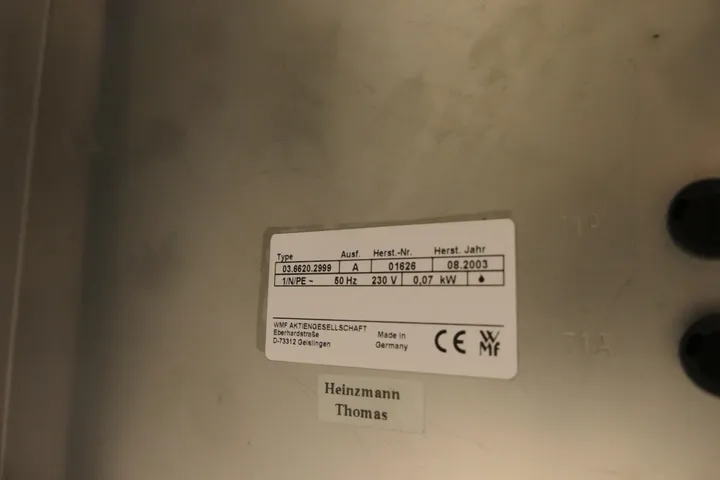 Type Ausf. Herst.-Nr. Herst. Jahr
03.6620.2999 A 01626 08.2003
1/N/PE ~ 50 Hz 230 V 0,07 kW
WMF AKTIENGESELLSCHAFT
Eberhardstraße
D-73312 Geislingen
Made in
Germany
CE
WMF
Heinzmann
Thomas